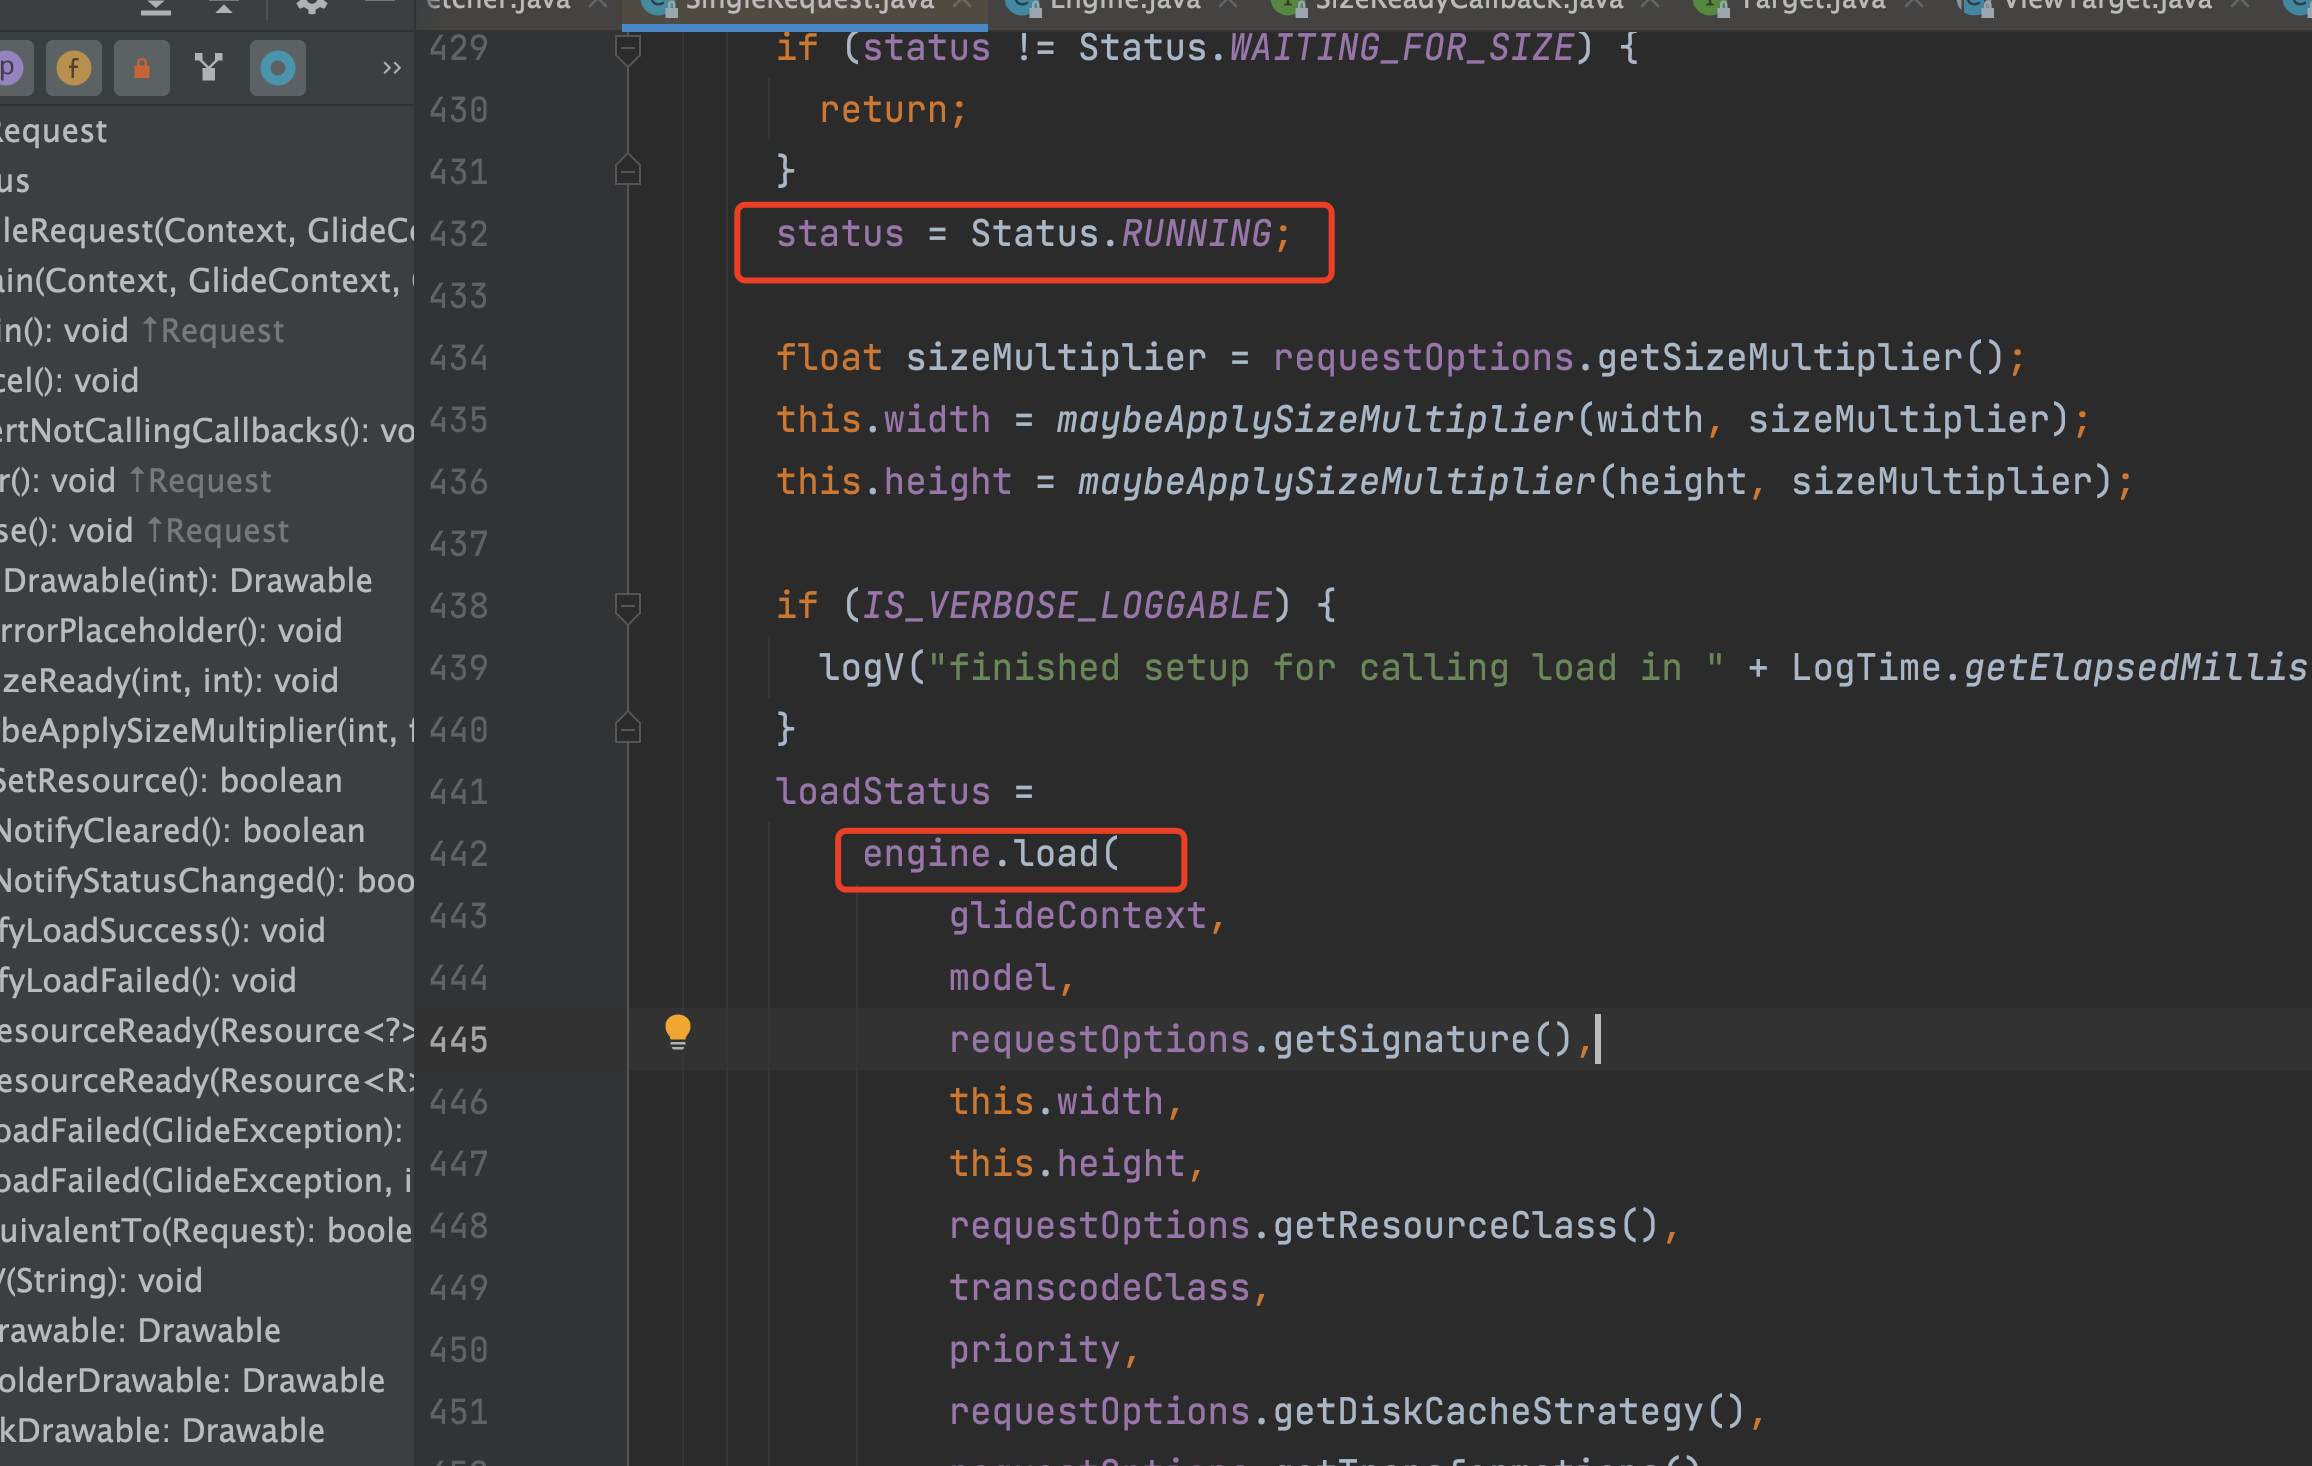 etcher.java SingleRequest.java Engine.java SizeReadyCallback.java Target.java ViewTarget.java
p f
Request
us
leRequest(Context, GlideCo
ain(Context, GlideContext,
in(): void ↑Request
cel(): void
ertNotCallingCallbacks(): vo
r(): void ↑Request
se(): void ↑Request
Drawable(int): Drawable
rrorPlaceholder(): void
zeReady(int, int): void
beApplySizeMultiplier(int, f
SetResource(): boolean
NotifyCleared(): boolean
NotifyStatusChanged(): boo
fyLoadSuccess(): void
fyLoadFailed(): void
esourceReady(Resource<?>
esourceReady(Resource<R>
oadFailed(GlideException):
oadFailed(GlideException, i
uivalentTo(Request): boole
V(String): void
rawable: Drawable
olderDrawable: Drawable
kDrawable: Drawable
429 if (status != Status.WAITING_FOR_SIZE) {
430 return;
431 }
432 status = Status.RUNNING;
433
434 float sizeMultiplier = requestOptions.getSizeMultiplier();
435 this.width = maybeApplySizeMultiplier(width, sizeMultiplier);
436 this.height = maybeApplySizeMultiplier(height, sizeMultiplier);
437
438 if (IS_VERBOSE_LOGGABLE) {
439 logV("finished setup for calling load in " + LogTime.getElapsedMillis
440 }
441 loadStatus =
442 engine.load(
443 glideContext,
444 model,
445 requestOptions.getSignature(),
446 this.width,
447 this.height,
448 requestOptions.getResourceClass(),
449 transcodeClass,
450 priority,
451 requestOptions.getDiskCacheStrategy(),
requestOptions.getTransformations()